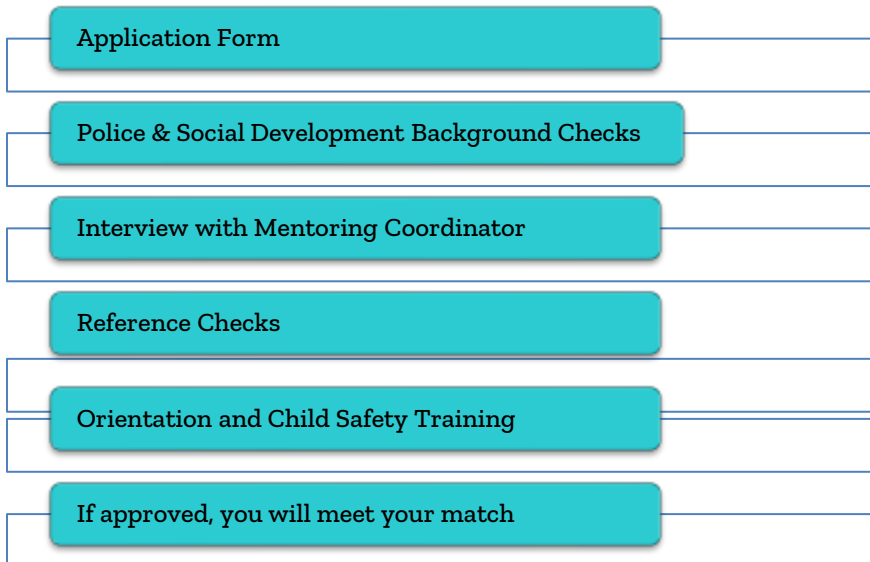 Application Form
Police & Social Development Background Checks
Interview with Mentoring Coordinator
Reference Checks
Orientation and Child Safety Training
If approved, you will meet your match